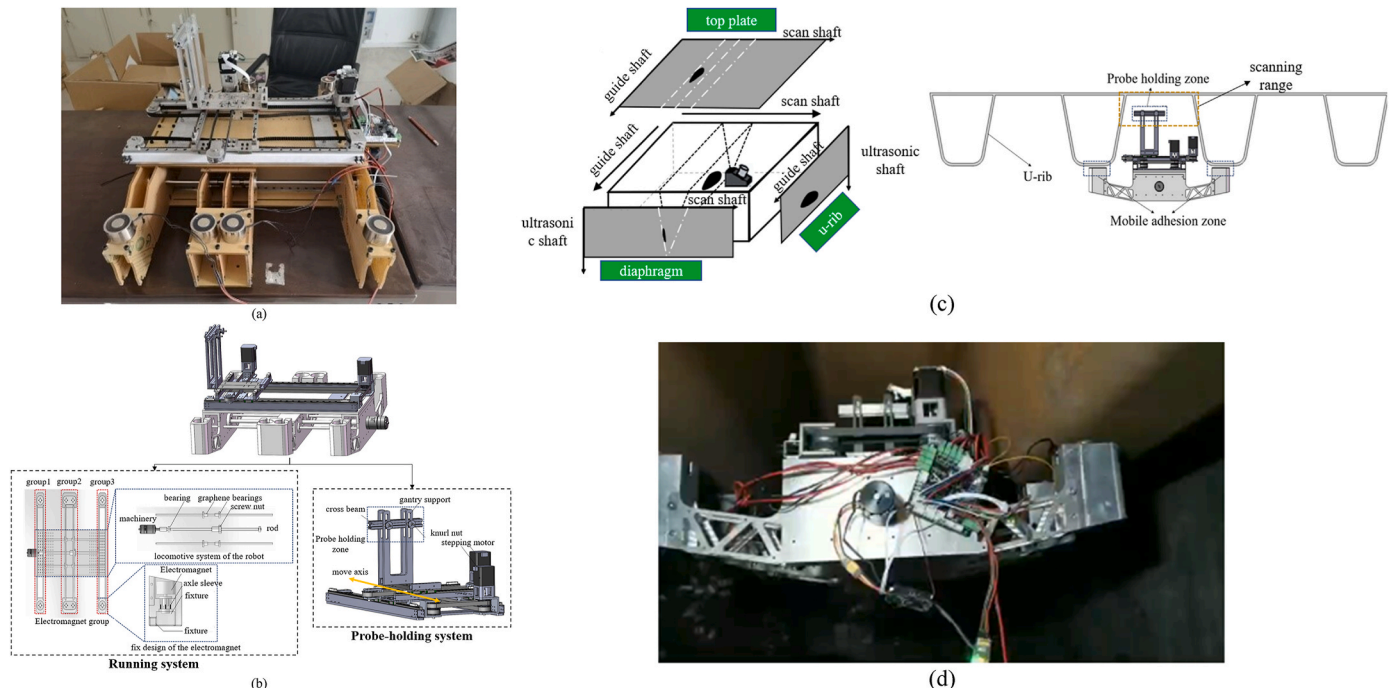 (a)
group1 group2 group3
bearing graphene bearings
screw nut
machinery
rod
locomotive system of the robot
Electromagnet
axle sleeve
fixture
fixture
Electromagnet group
fix design of the electromagnet
Running system
gantry support
cross beam
knurl nut
stepping motor
Probe holding
zone
move axis
Probe-holding system
(b)
top plate
scan shaft
guide shaft
scan shaft
guide shaft
guide shaft
scan shaft
ultrasonic
shaft
ultrasoni
c shaft
u-rib
diaphragm
Probe holding zone
scanning
range
U-rib
Mobile adhesion zone
(c)
(d)